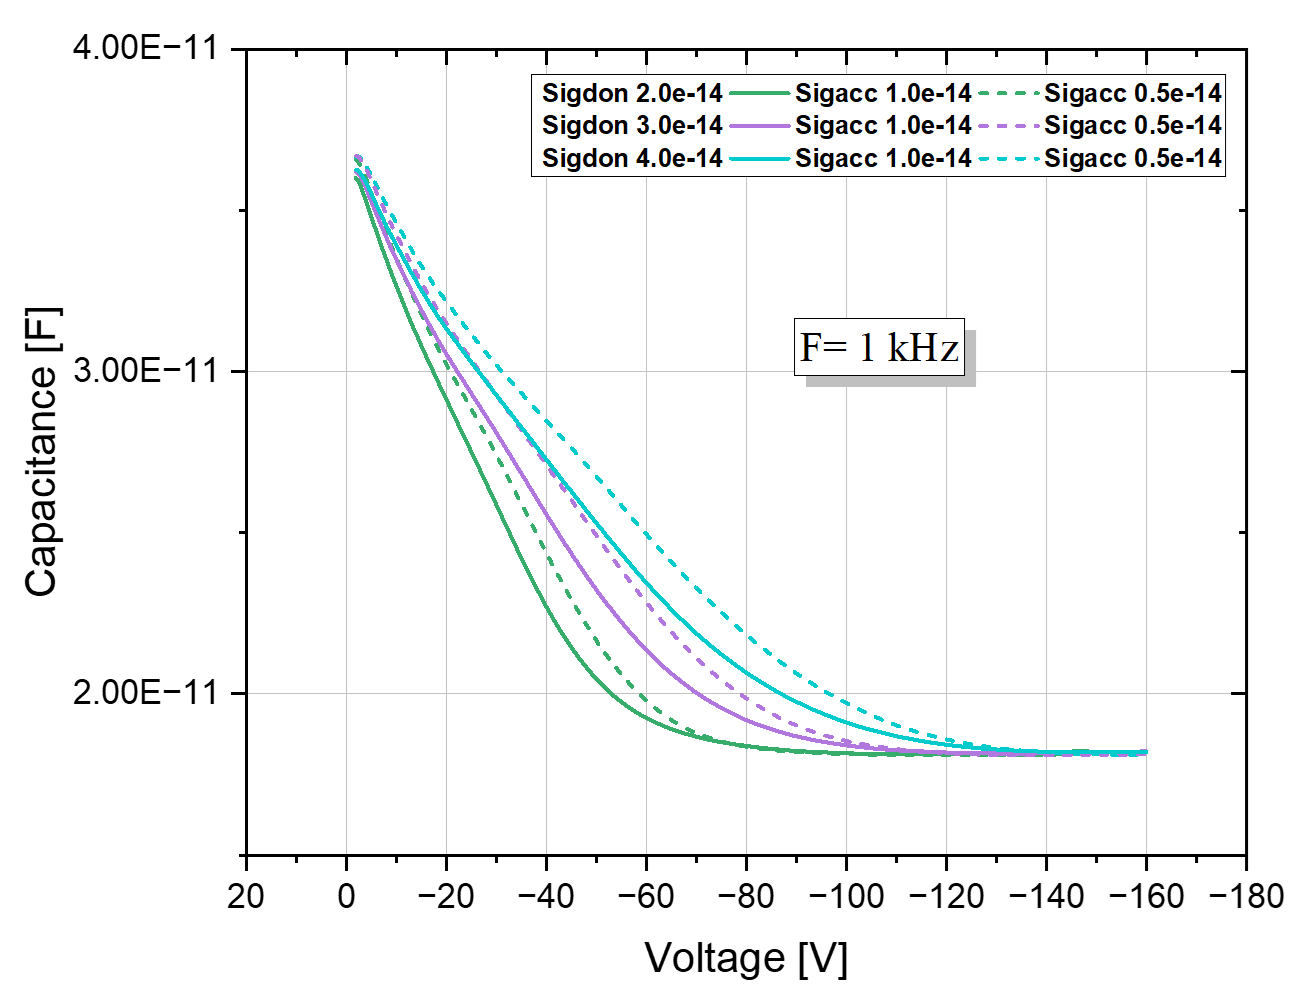 4.00E−11
3.00E−11
2.00E−11
Capacitance [F]
Sigdon 2.0e-14 Sigacc 1.0e-14 Sigacc 0.5e-14
Sigdon 3.0e-14 Sigacc 1.0e-14 Sigacc 0.5e-14
Sigdon 4.0e-14 Sigacc 1.0e-14 Sigacc 0.5e-14
F= 1 kHz
20 0 −20 −40 −60 −80 −100 −120 −140 −160 −180
Voltage [V]